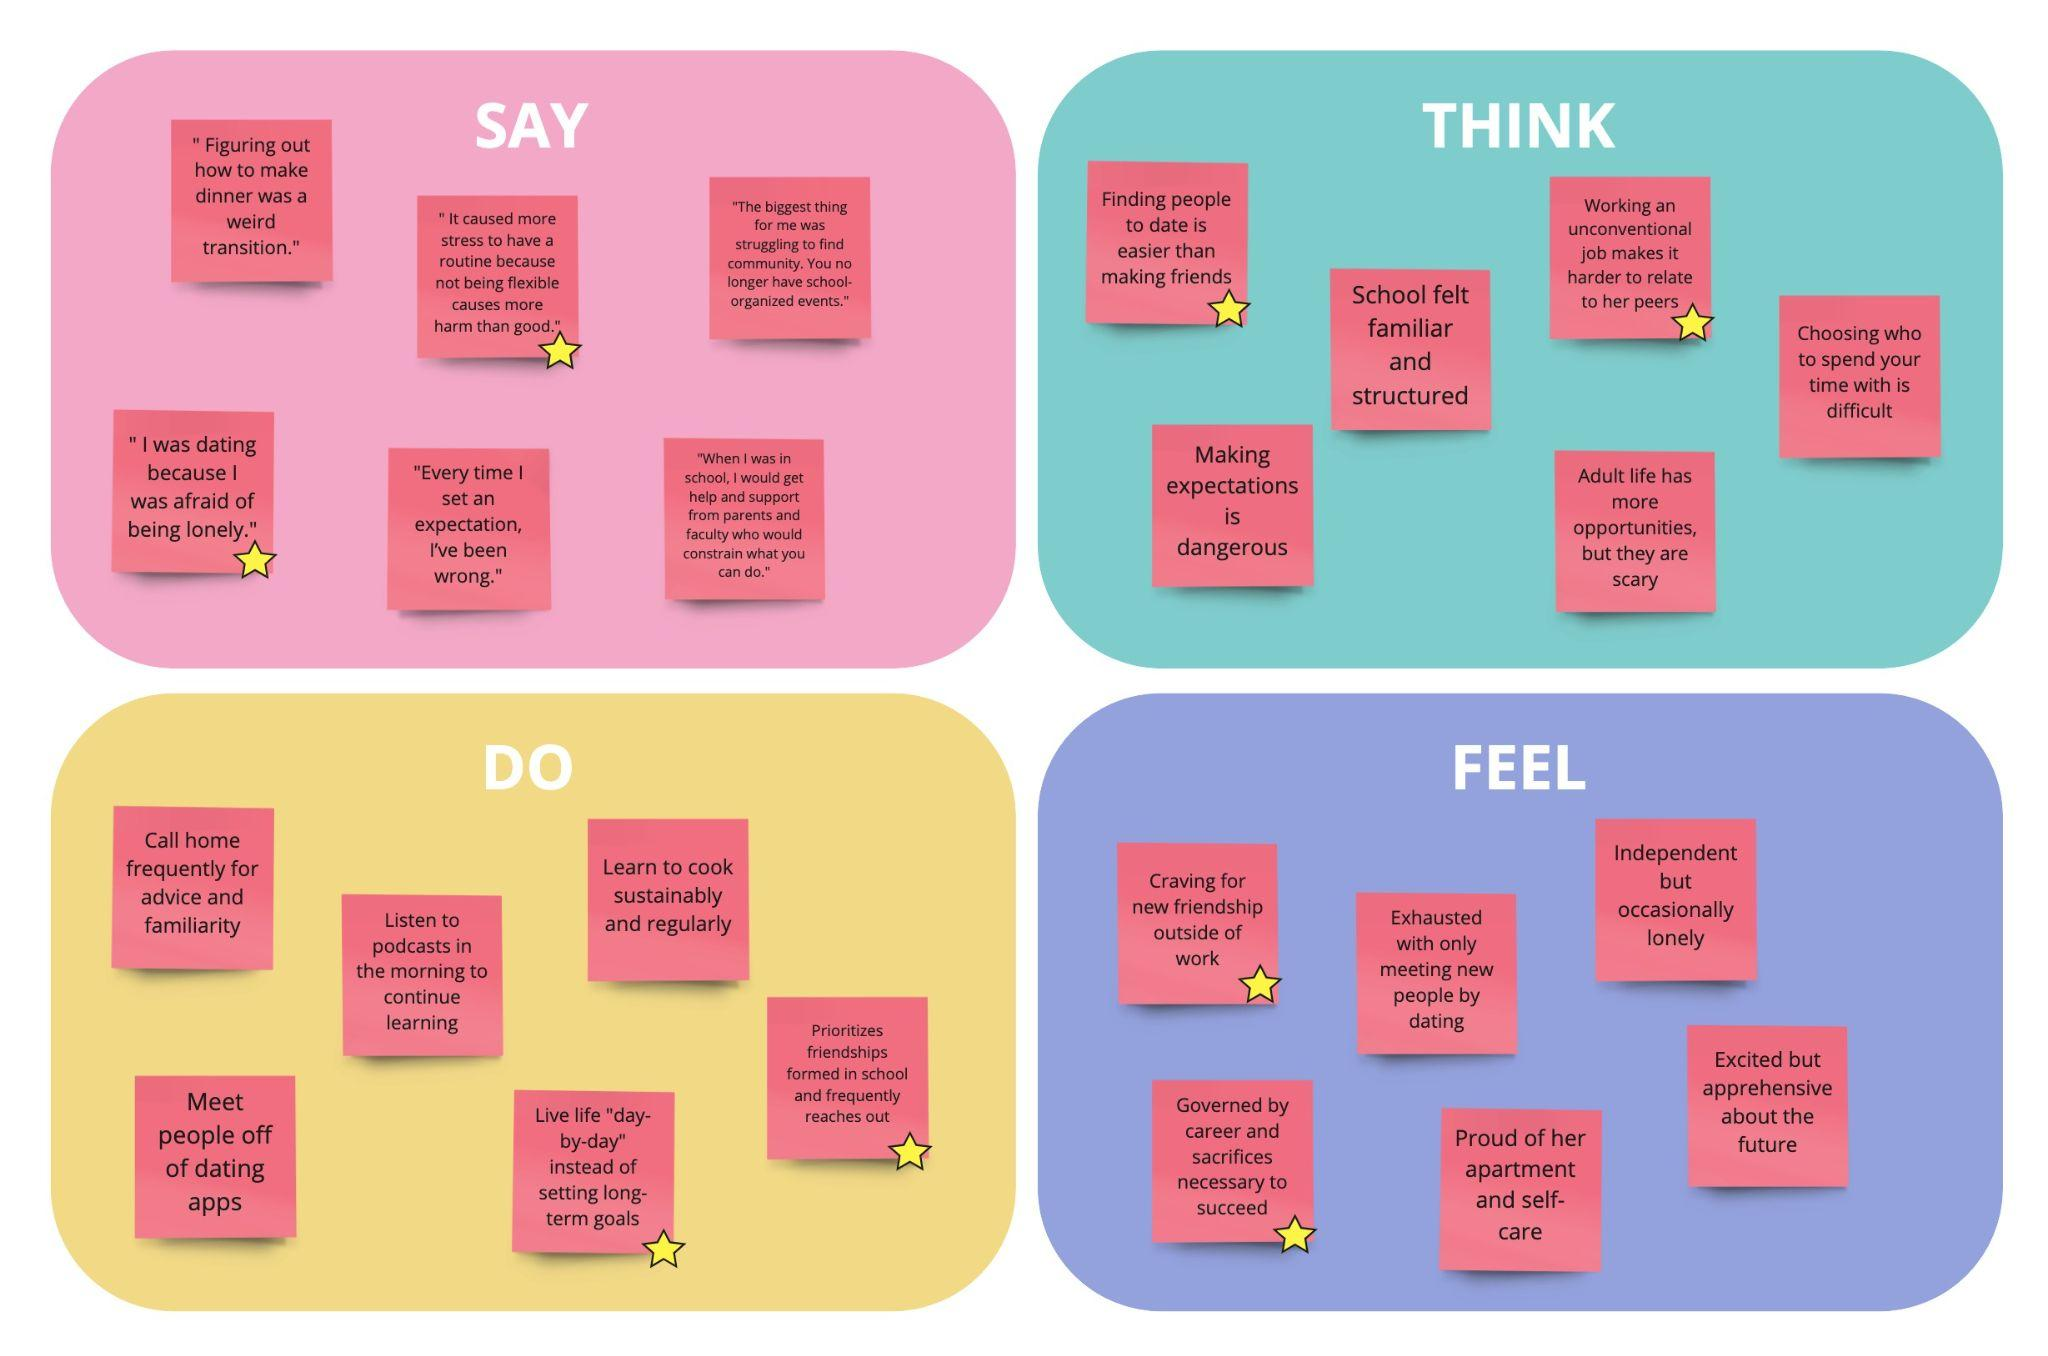 SAY
" Figuring out
how to make
dinner was a
weird
transition."
" It caused more
stress to have a
routine because
not being flexible
causes more
harm than good."
"The biggest thing
for me was
struggling to find
community. You no
longer have school-
organized events."
" I was dating
because I
was afraid of
being lonely."
"Every time I
set an
expectation,
I’ve been
wrong."
"When I was in
school, I would get
help and support
from parents and
faculty who would
constrain what you
can do."
THINK
Finding people
to date is
easier than
making friends
School felt
familiar
and
structured
Working an
unconventional
job makes it
harder to relate
to her peers
Choosing who
to spend your
time with is
difficult
Making
expectations
is
dangerous
Adult life has
more
opportunities,
but they are
scary
DO
Call home
frequently for
advice and
familiarity
Listen to
podcasts in
the morning to
continue
learning
Learn to cook
sustainably
and regularly
Prioritizes
friendships
formed in school
and frequently
reaches out
Meet
people off
of dating
apps
Live life "day-
by-day"
instead of
setting long-
term goals
FEEL
Craving for
new friendship
outside of
work
Exhausted
with only
meeting new
people by
dating
Independent
but
occasionally
lonely
Governed by
career and
sacrifices
necessary to
succeed
Proud of her
apartment
and self-
care
Excited but
apprehensive
about the
future